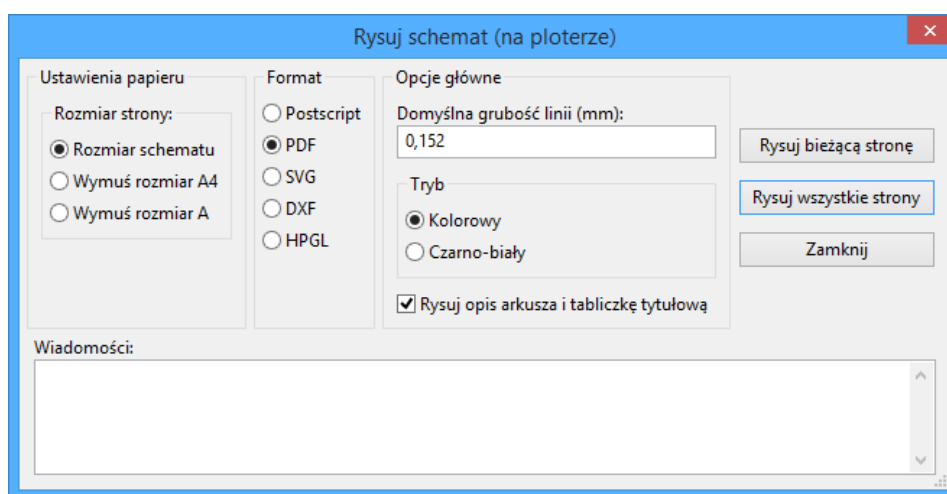 Rysuj schemat (na ploterze)
Ustawienia papieru
Rozmiar strony:
Rozmiar schematu
Wymuś rozmiar A4
Wymuś rozmiar A
Format
Postscript
PDF
SVG
DXF
HPGL
Opcje główne
Domyślna grubość linii (mm):
0,152
Tryb
Kolorowy
Czarno-biały
Rysuj opis arkusza i tabliczkę tytułową
Rysuj bieżącą stronę
Rysuj wszystkie strony
Zamknij
Wiadomości: